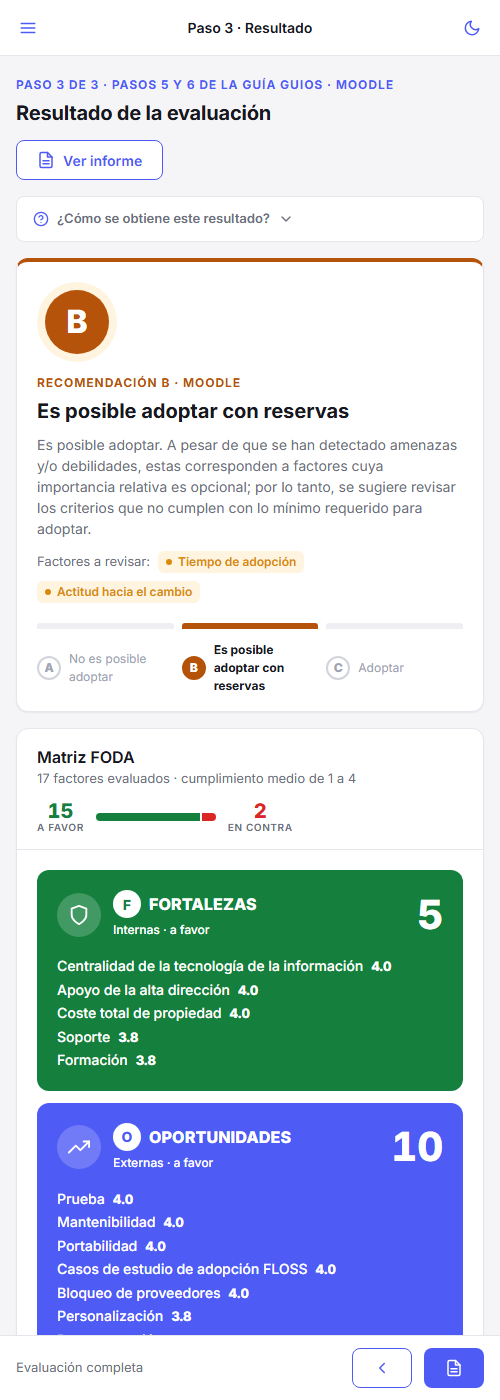 Paso 3 · Resultado
PASO 3 DE 3 · PASOS 5 Y 6 DE LA GUÍA GUIOS · MOODLE
Resultado de la evaluación
Ver informe
¿Cómo se obtiene este resultado?
B
RECOMENDACIÓN B · MOODLE
Es posible adoptar con reservas
Es posible adoptar. A pesar de que se han detectado amenazas
y/o debilidades, estas corresponden a factores cuya
importancia relativa es opcional; por lo tanto, se sugiere revisar
los criterios que no cumplen con lo mínimo requerido para
adoptar.
Factores a revisar: Tiempo de adopción
Actitud hacia el cambio
A No es posible
adoptar
B Es posible
adoptar con
reservas
C Adoptar
Matriz FODA
17 factores evaluados · cumplimiento medio de 1 a 4
15
A FAVOR
2
EN CONTRA
F FORTALEZAS
Internas · a favor
5
Centralidad de la tecnología de la información 4.0
Apoyo de la alta dirección 4.0
Coste total de propiedad 4.0
Soporte 3.8
Formación 3.8
O OPORTUNIDADES
Externas · a favor
10
Prueba 4.0
Mantenibilidad 4.0
Portabilidad 4.0
Casos de estudio de adopción FLOSS 4.0
Bloqueo de proveedores 4.0
Personalización 3.8
Evaluación completa